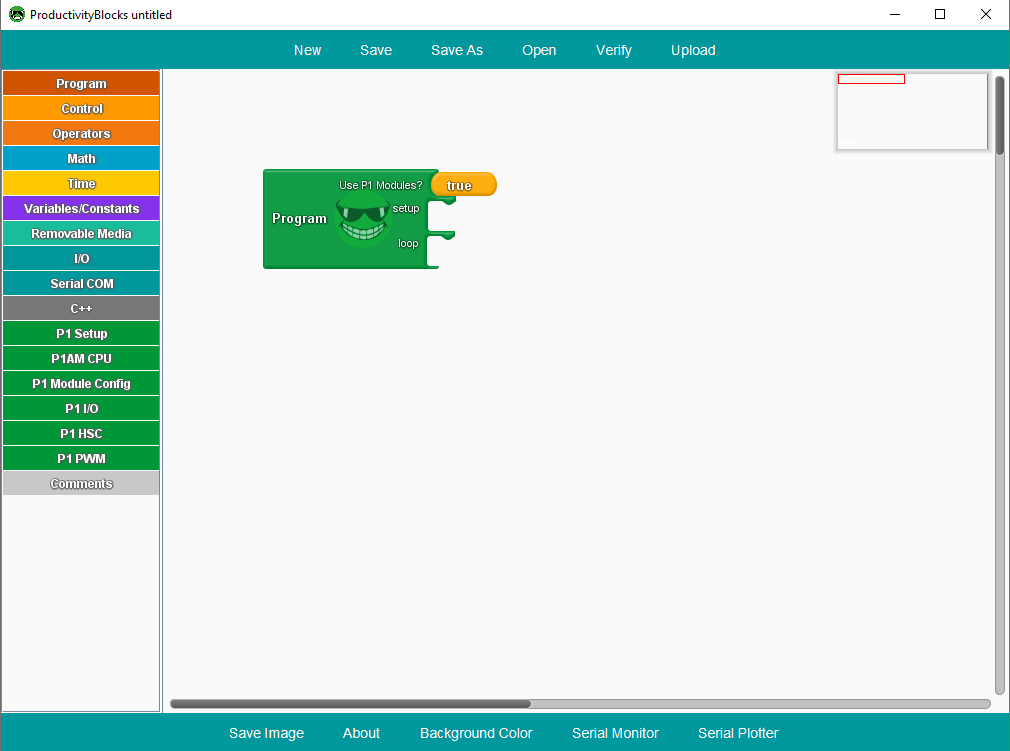 ProductivityBlocks untitled
New Save Save As Open Verify Upload
Program
Control
Operators
Math
Time
Variables/Constants
Removable Media
I/O
Serial COM
C++
P1 Setup
P1AM CPU
P1 Module Config
P1 I/O
P1 HSC
P1 PWM
Comments
Use P1 Modules? true
setup
Program
loop
Save Image About Background Color Serial Monitor Serial Plotter